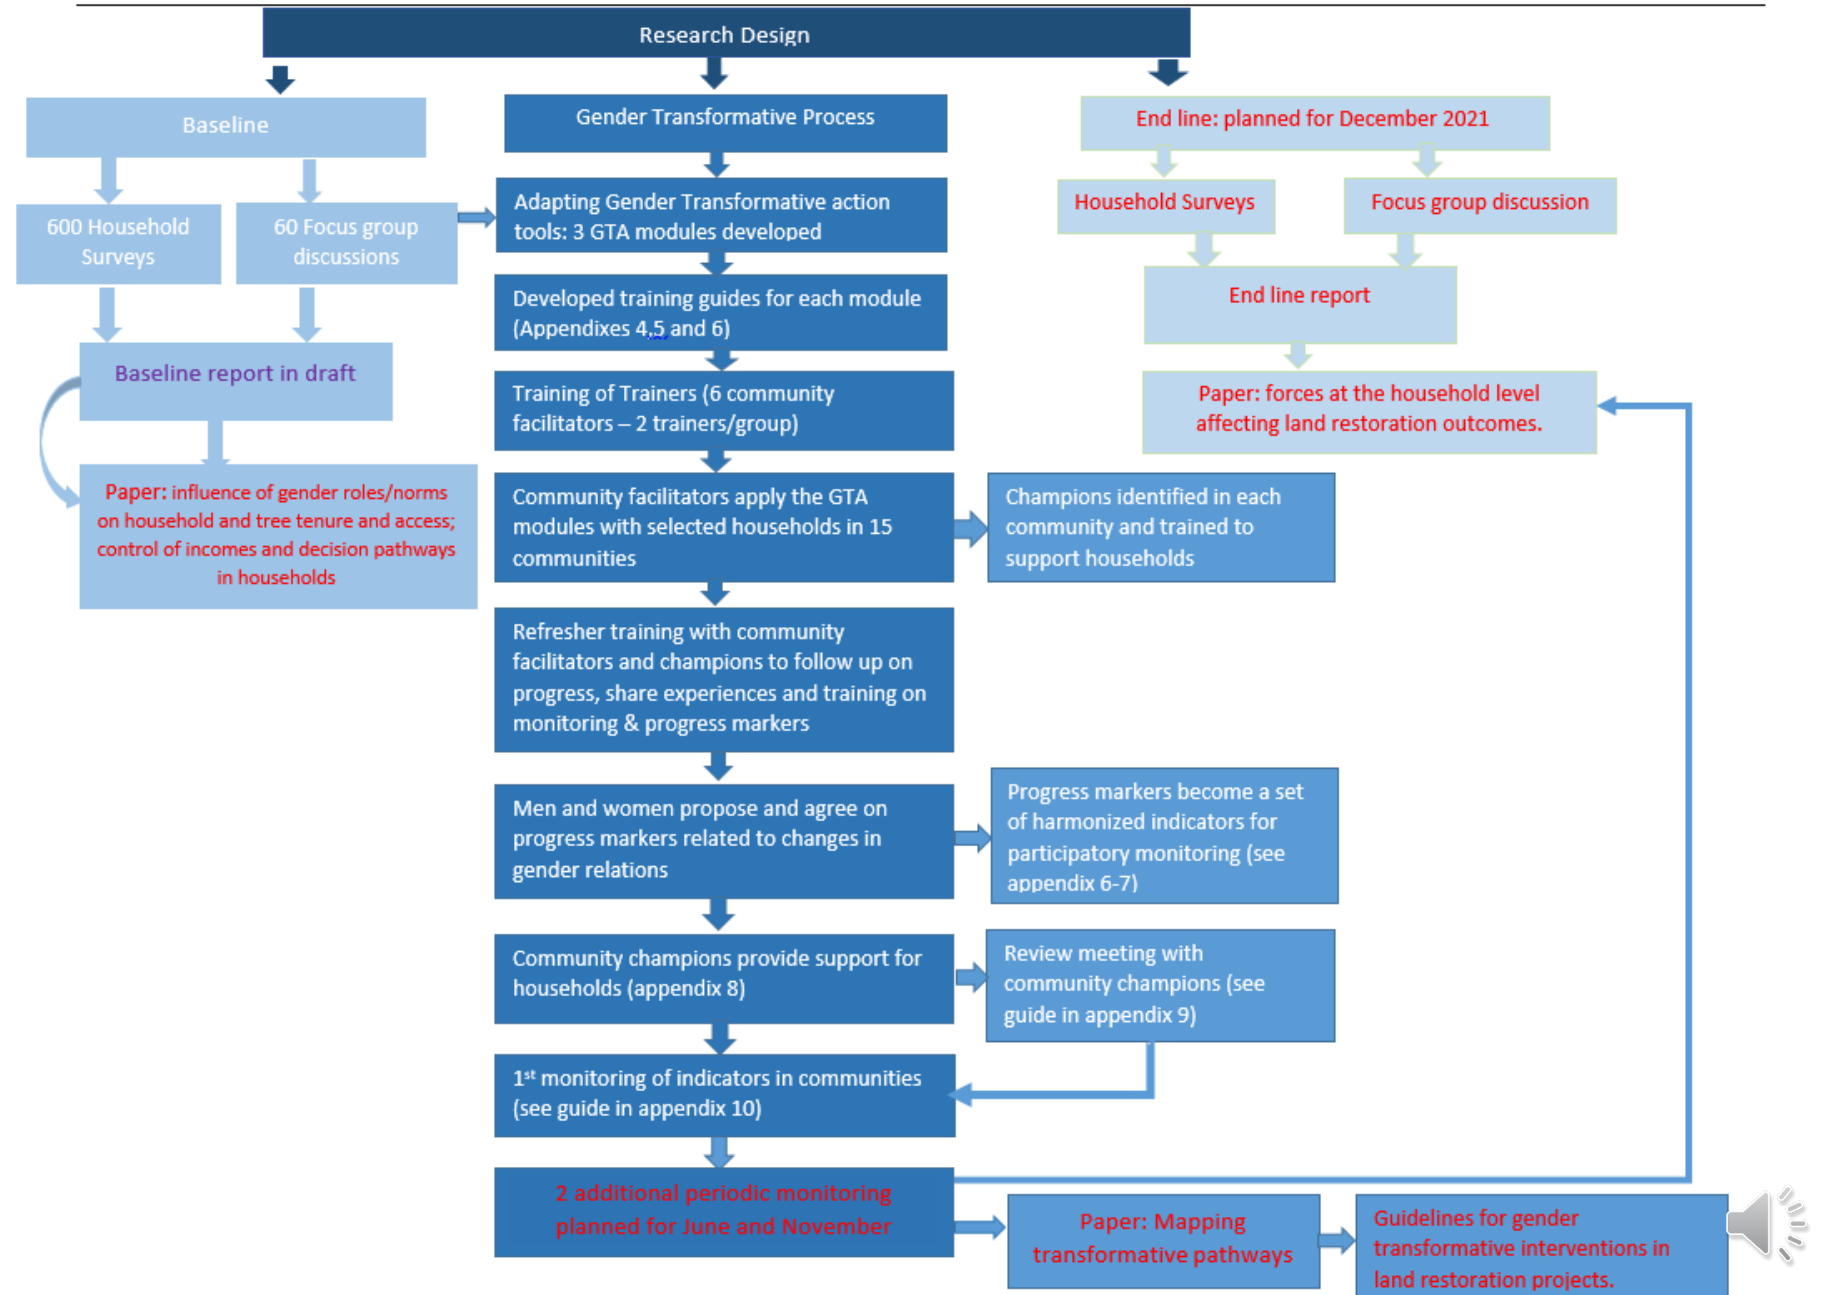 Research Design
Baseline
600 Household
Surveys
60 Focus group
discussions
Baseline report in draft
Paper: influence of gender roles/norms
on household and tree tenure and access;
control of incomes and decision pathways
in households
Gender Transformative Process
Adapting Gender Transformative action
tools: 3 GTA modules developed
Developed training guides for each module
(Appendixes 4,5 and 6)
Training of Trainers (6 community
facilitators – 2 trainers/group)
Community facilitators apply the GTA
modules with selected households in 15
communities
Champions identified in each
community and trained to
support households
Refresher training with community
facilitators and champions to follow up on
progress, share experiences and training on
monitoring & progress markers
Men and women propose and agree on
progress markers related to changes in
gender relations
Progress markers become a set
of harmonized indicators for
participatory monitoring (see
appendix 6-7)
Community champions provide support for
households (appendix 8)
Review meeting with
community champions (see
guide in appendix 9)
1st monitoring of indicators in communities
(see guide in appendix 10)
2 additional periodic monitoring
planned for June and November
Paper: Mapping
transformative pathways
Guidelines for gender
transformative interventions in
land restoration projects.
End line: planned for December 2021
Household Surveys
Focus group discussion
End line report
Paper: forces at the household level
affecting land restoration outcomes.